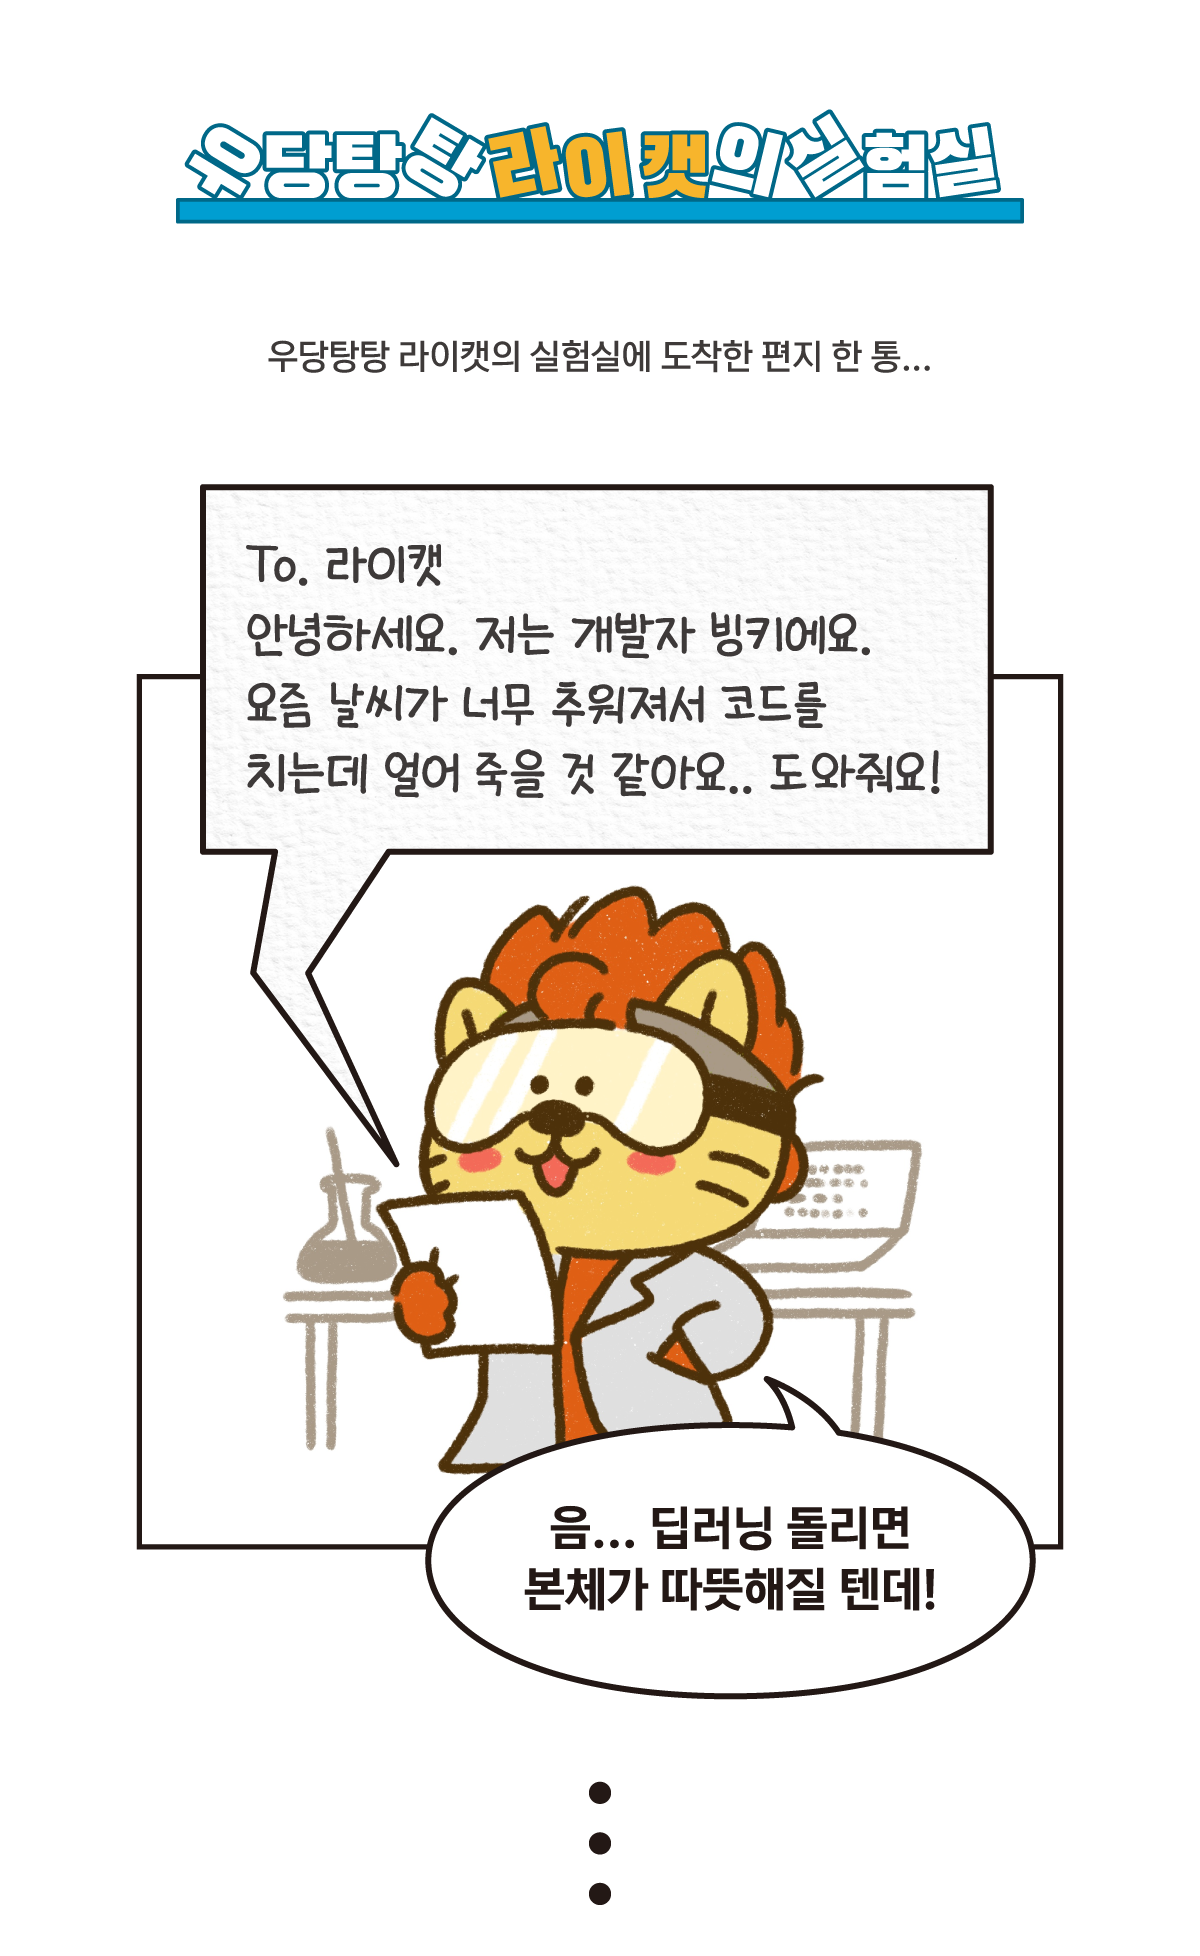 우당탕탕 라이캣의 실험실
우당탕탕 라이캣의 실험실에 도착한 편지 한 통...
To. 라이캣
안녕하세요. 저는 개발자 빙키에요.
요즘 날씨가 너무 추워져서 코드를
치는데 얼어 죽을 것 같아요.. 도와줘요!
음... 딥러닝 돌리면
본체가 따뜻해질 텐데!